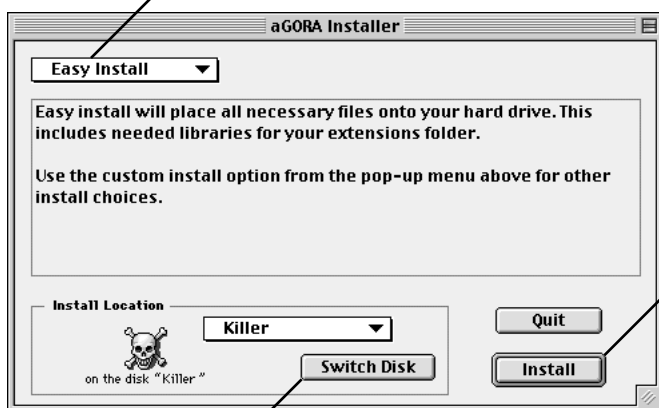 aGORA Installer
Easy Install
Easy install will place all necessary files onto your hard drive. This
includes needed libraries for your extensions folder.
Use the custom install option from the pop-up menu above for other
install choices.
Install Location
Killer
on the disk "Killer"
Switch Disk
Quit
Install